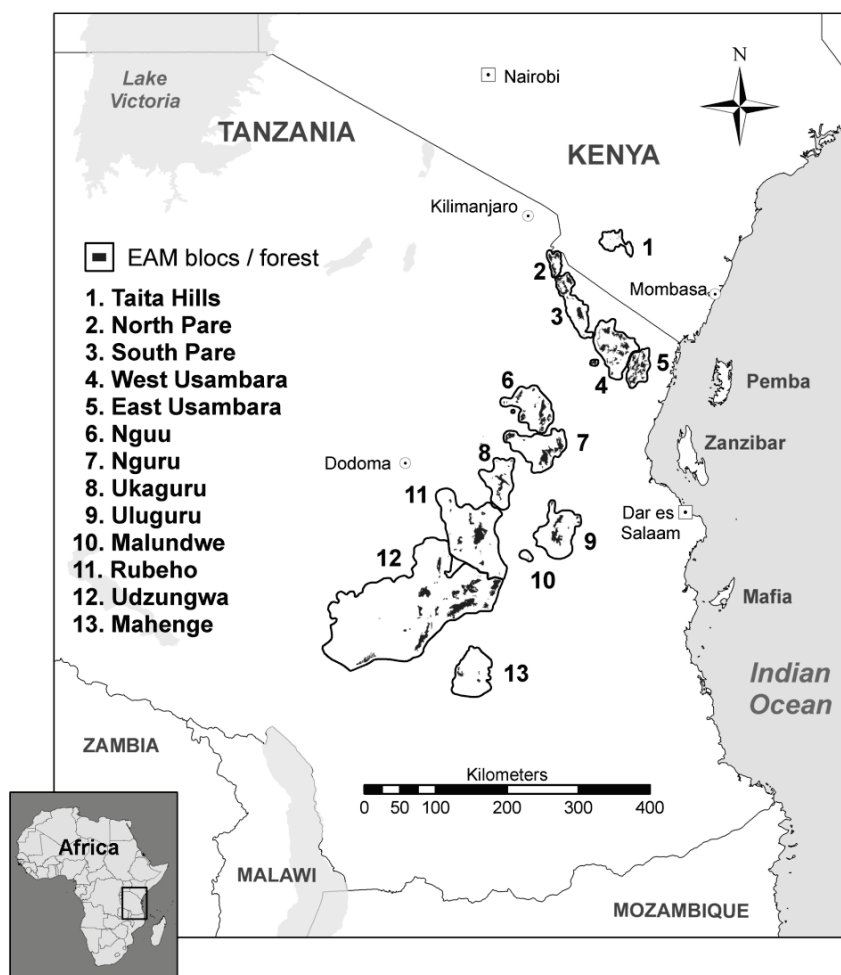 Lake
Victoria
Nairobi
N
TANZANIA
KENYA
Kilimanjaro
1
EAM blocs / forest
2
Mombasa
1. Taita Hills
2. North Pare
3. South Pare
4. West Usambara
5. East Usambara
6. Nguu
7. Nguru
8. Ukaguru
9. Uluguru
10. Malundwe
11. Rubeho
12. Udzungwa
13. Mahenge
3
5
4
Pemba
6
7
Zanzibar
8
Dodoma
11
Dar es
Salaam
9
12
10
Mafia
13
Indian
Ocean
ZAMBIA
Kilometers
0 50 100 200 300 400
Africa
MALAWI
MOZAMBIQUE